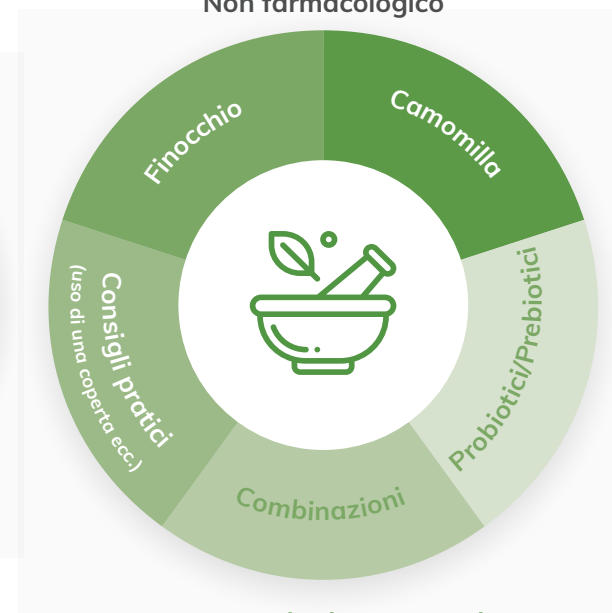 Non farmacologico
Camomilla
Probiotici/Prebiotici
Combinazioni
Consigli pratici
(uso di una coperta ecc.)
Finocchio